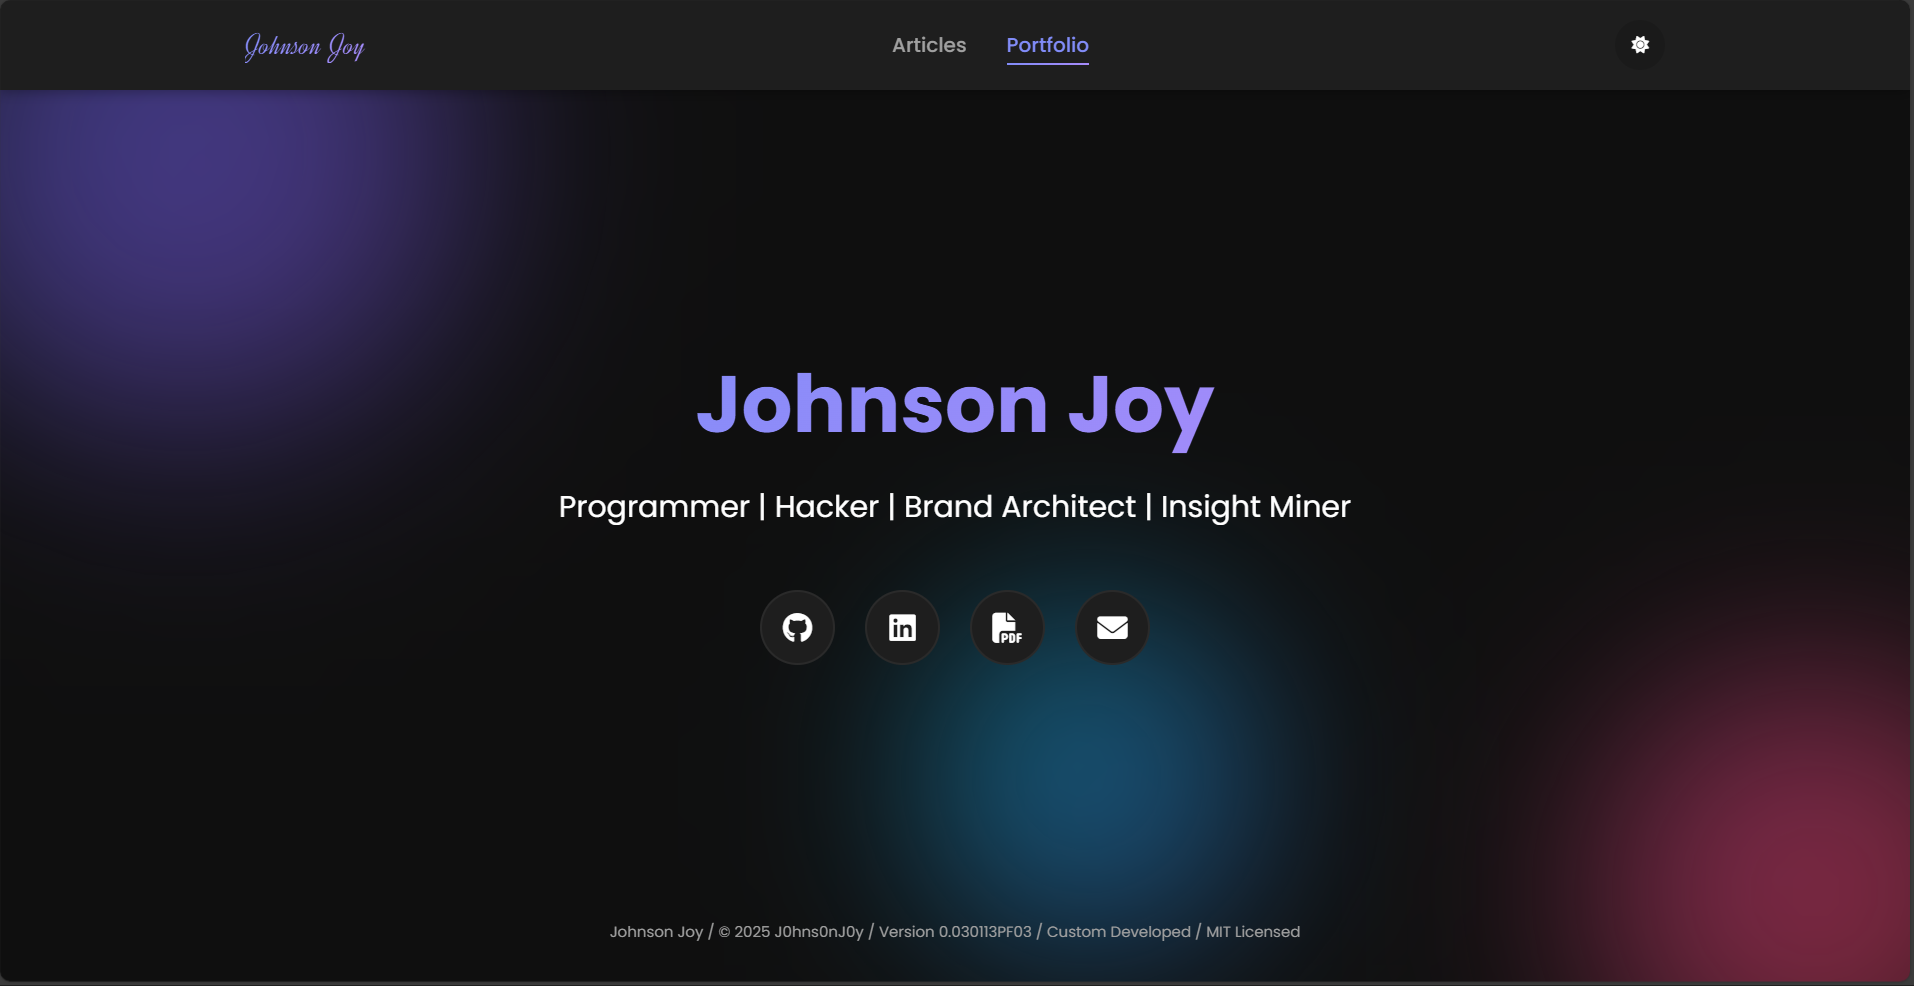 Johnson Joy
Articles
Portfolio
Johnson Joy
Programmer | Hacker | Brand Architect | Insight Miner
in
PDF
Johnson Joy / © 2025 J0hns0nJ0y / Version 0.030113PF03 / Custom Developed / MIT Licensed